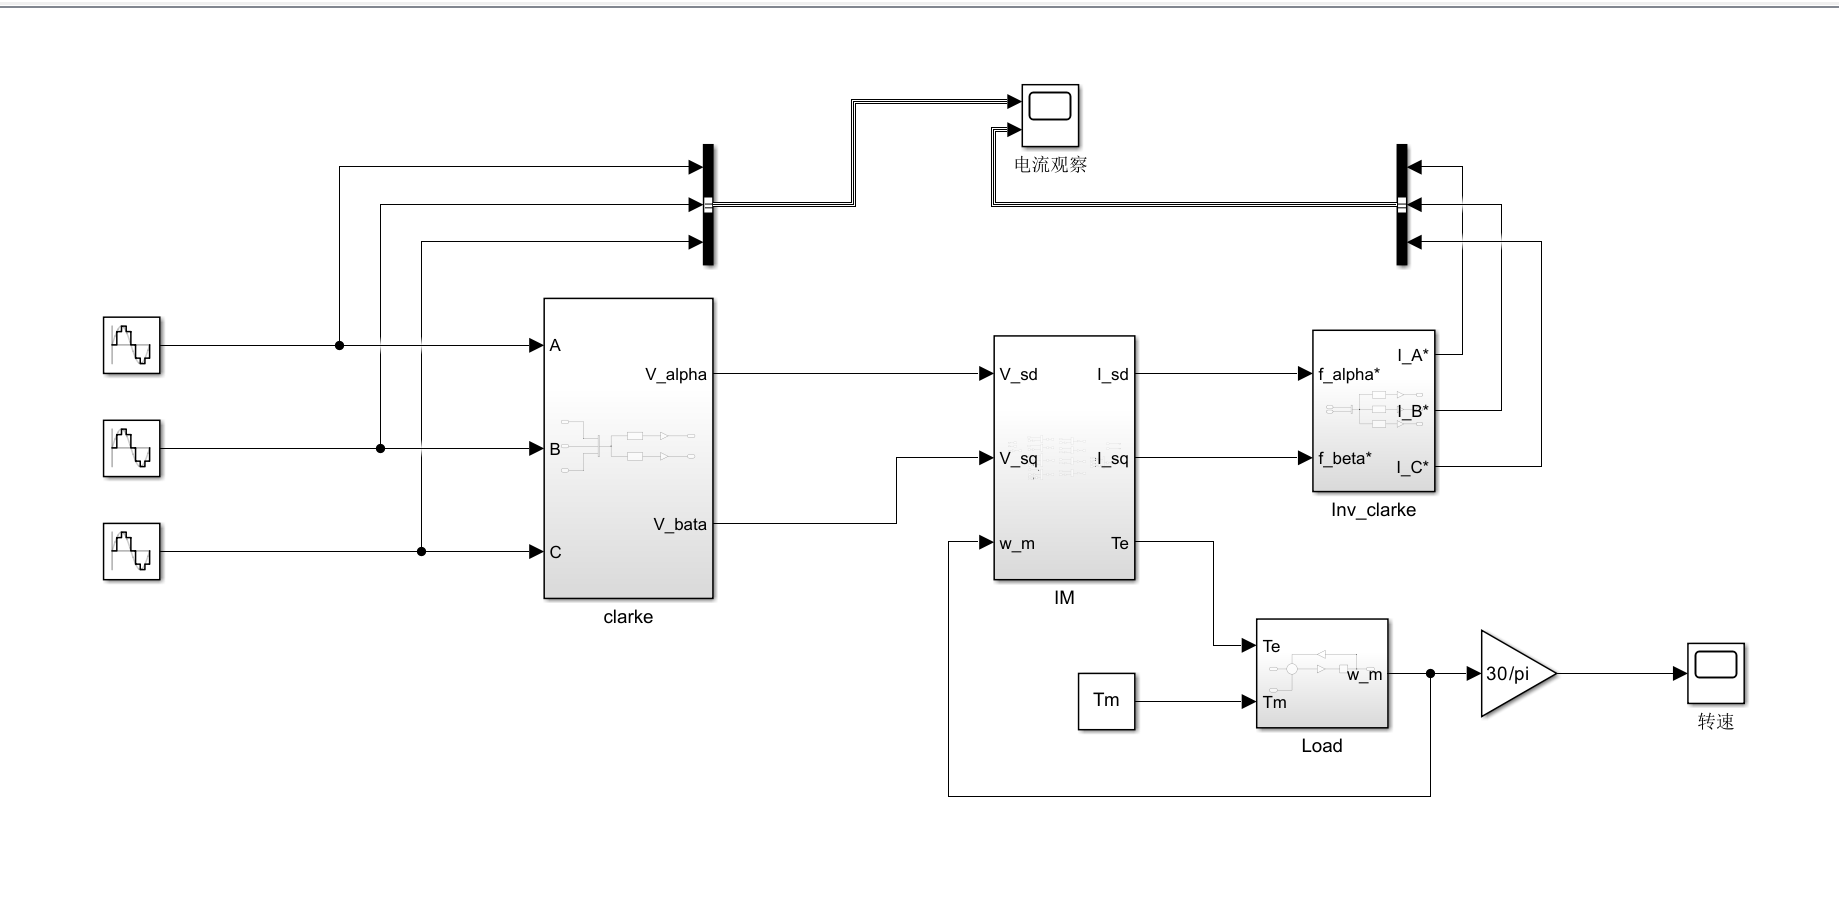 电流观察
A
V_alpha
B
V_bata
C
clarke
V_sd
I_sd
V_sq
I_sq
w_m
Te
IM
I_A*
f_alpha*
I_B*
f_beta*
I_C*
Inv_clarke
Tm
Te
w_m
Tm
Load
30/pi
转速